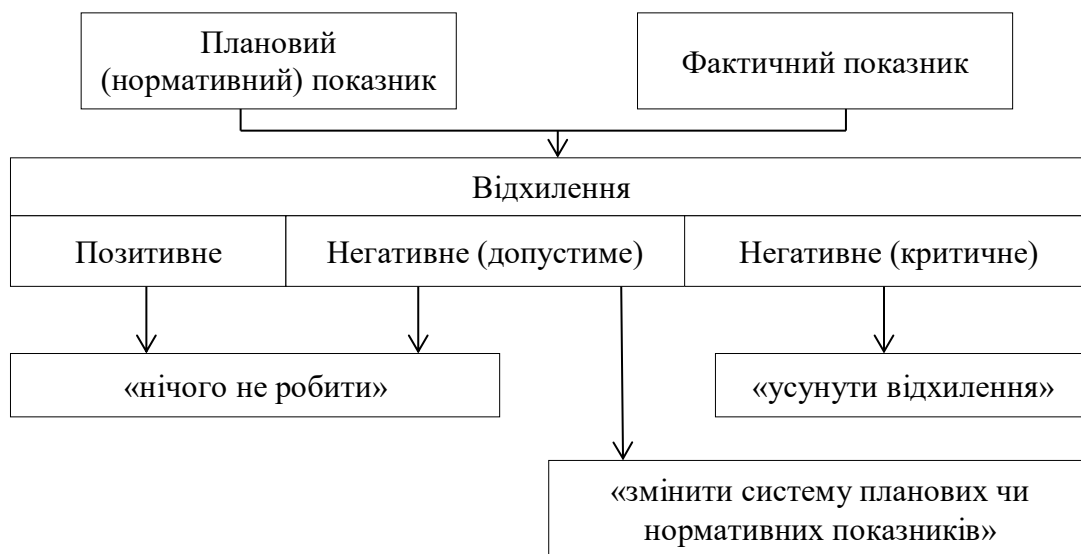 Плановий
(нормативний) показник
Фактичний показник
Відхилення
Позитивне
Негативне (допустиме)
Негативне (критичне)
«нічого не робити»
«усунути відхилення»
«змінити систему планових чи
нормативних показників»